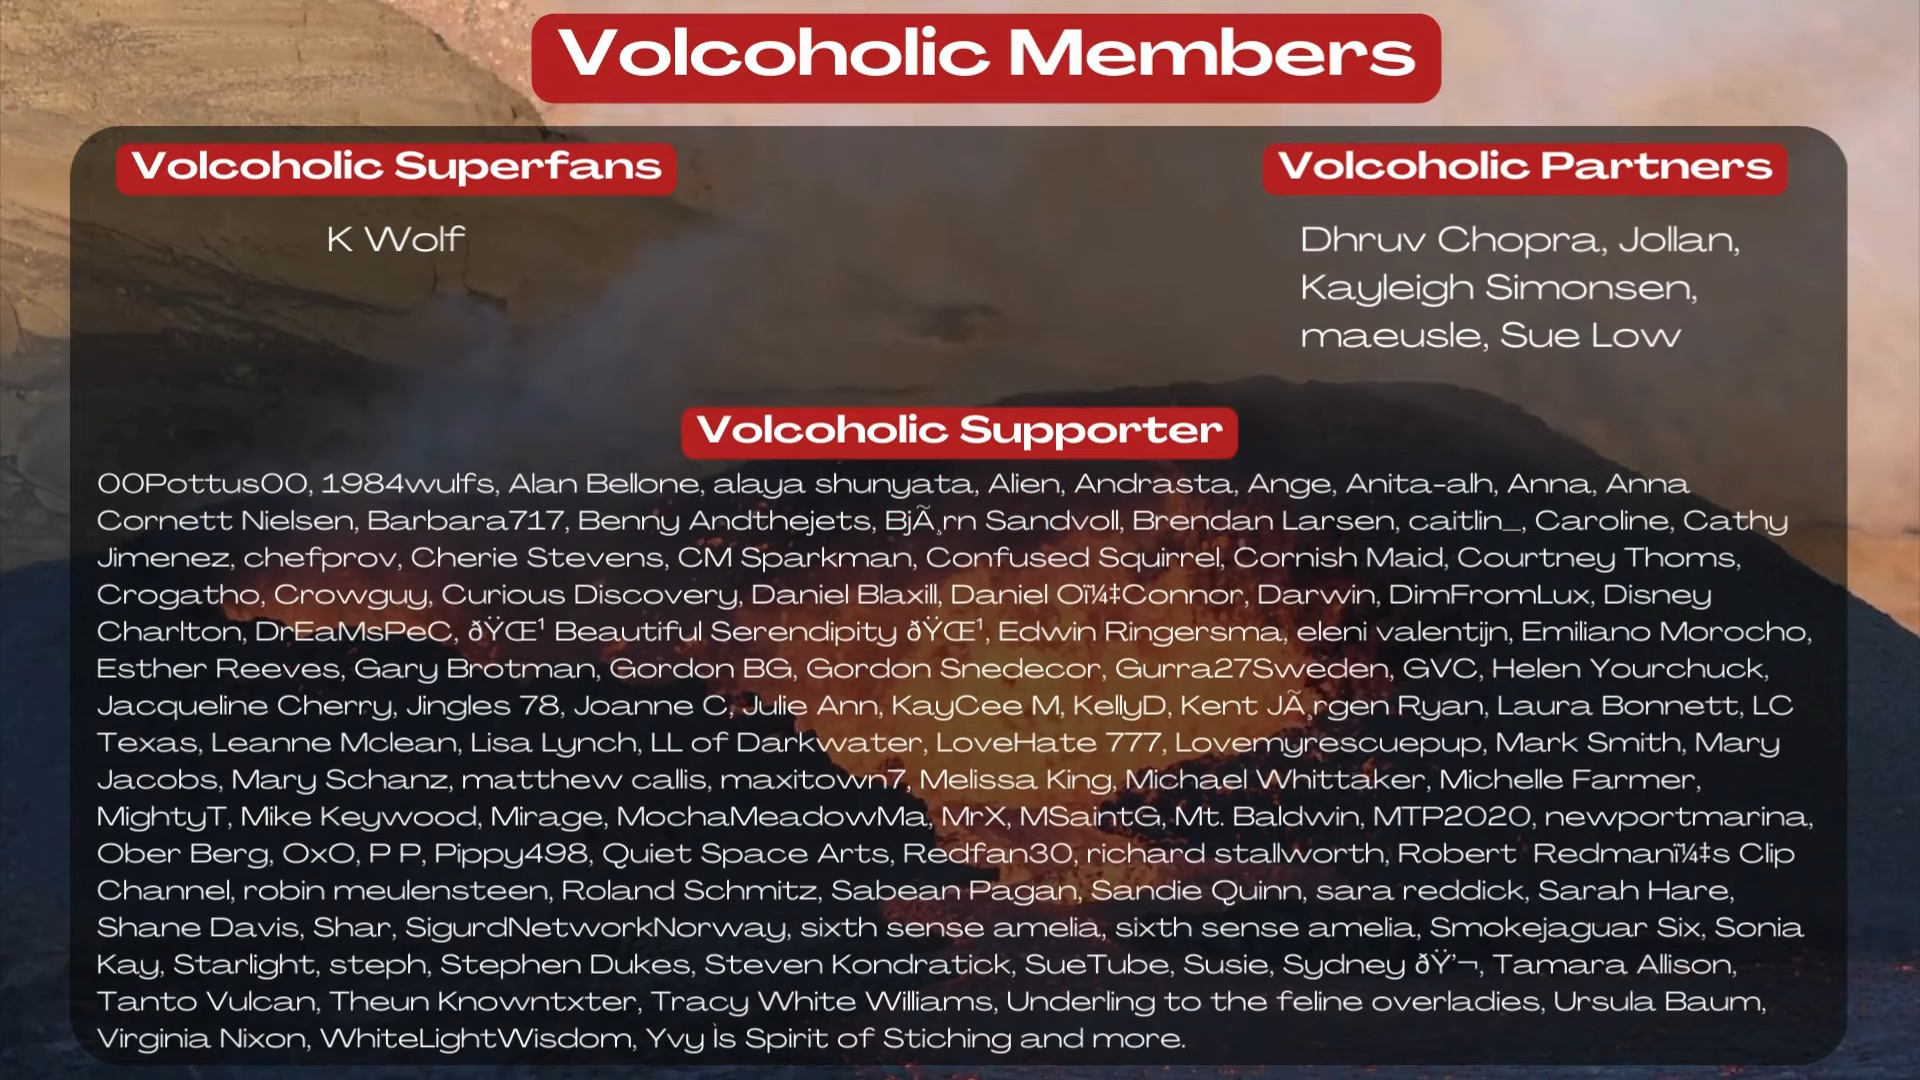 Volcoholic Members
Volcoholic Superfans
K Wolf
Volcoholic Partners
Dhruv Chopra, Jollan,
Kayleigh Simonsen,
maeusle, Sue Low
Volcoholic Supporter
00Pottus00, 1984wulfs, Alan Bellone, alaya shunyata, Alien, Andrasta, Ange, Anita-alh, Anna, Anna
Cornett Nielsen, Barbara717, Benny Andthejets, BjÃ¸rn Sandvoll, Brendan Larsen, caitlin_, Caroline, Cathy
Jimenez, chefprov, Cherie Stevens, CM Sparkman, Confused Squirrel, Cornish Maid, Courtney Thoms,
Crogatho, Crowguy, Curious Discovery, Daniel Blaxill, Daniel Oï¼‡Connor, Darwin, DimFromLux, Disney
Charlton, DrEaMsPeC, ðŸŒ¹ Beautiful Serendipity ðŸŒ¹, Edwin Ringersma, eleni valentijn, Emiliano Morocho,
Esther Reeves, Gary Brotman, Gordon BG, Gordon Snedecor, Gurra27Sweden, GVC, Helen Yourchuck,
Jacqueline Cherry, Jingles 78, Joanne C, Julie Ann, KayCee M, KellyD, Kent JÃ¸rgen Ryan, Laura Bonnett, LC
Texas, Leanne Mclean, Lisa Lynch, LL of Darkwater, LoveHate 777, Lovemyrescuepup, Mark Smith, Mary
Jacobs, Mary Schanz, matthew callis, maxitown7, Melissa King, Michael Whittaker, Michelle Farmer,
MightyT, Mike Keywood, Mirage, MochaMeadowMa, MrX, MSaintG, Mt. Baldwin, MTP2020, newportmarina,
Ober Berg, OxO, P P, Pippy498, Quiet Space Arts, Redfan30, richard stallworth, Robert Redmanï¼‡s Clip
Channel, robin meulensteen, Roland Schmitz, Sabean Pagan, Sandie Quinn, sara reddick, Sarah Hare,
Shane Davis, Shar, SigurdNetworkNorway, sixth sense amelia, sixth sense amelia, Smokejaguar Six, Sonia
Kay, Starlight, steph, Stephen Dukes, Steven Kondratick, SueTube, Susie, Sydney ðŸ’¬, Tamara Allison,
Tanto Vulcan, Theun Knowntxter, Tracy White Williams, Underling to the feline overladies, Ursula Baum,
Virginia Nixon, WhiteLightWisdom, Yvy Ìs Spirit of Stiching and more.